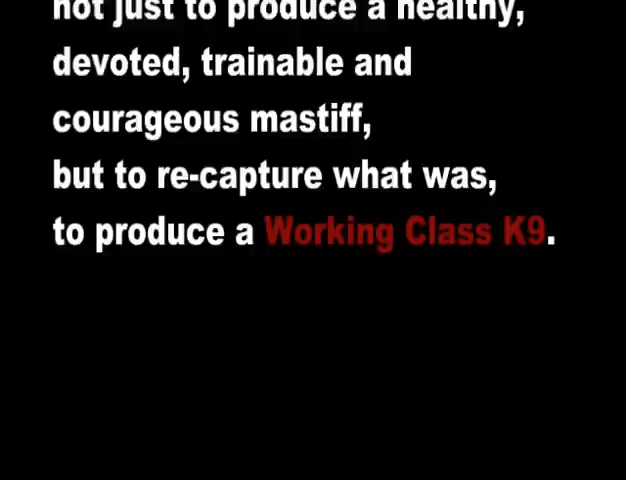 not just to produce a healthy,
devoted, trainable and
courageous mastiff,
but to re-capture what was,
to produce a Working Class K9.